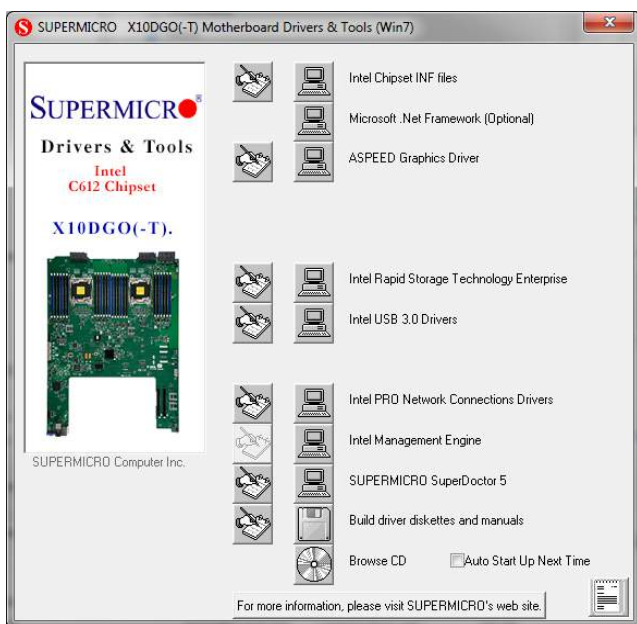 SUPERMICRO X10DGO(-T) Motherboard Drivers & Tools (Win7)
SUPERMICRO®
Drivers & Tools
Intel
C612 Chipset
X10DGO(-T).
SUPERMICRO Computer Inc.
Intel Chipset INF files
Microsoft .Net Framework (Optional)
ASPEED Graphics Driver
Intel Rapid Storage Technology Enterprise
Intel USB 3.0 Drivers
Intel PRO Network Connections Drivers
Intel Management Engine
SUPERMICRO SuperDoctor 5
Build driver diskettes and manuals
Browse CD Auto Start Up Next Time
For more information, please visit SUPERMICRO's web site.